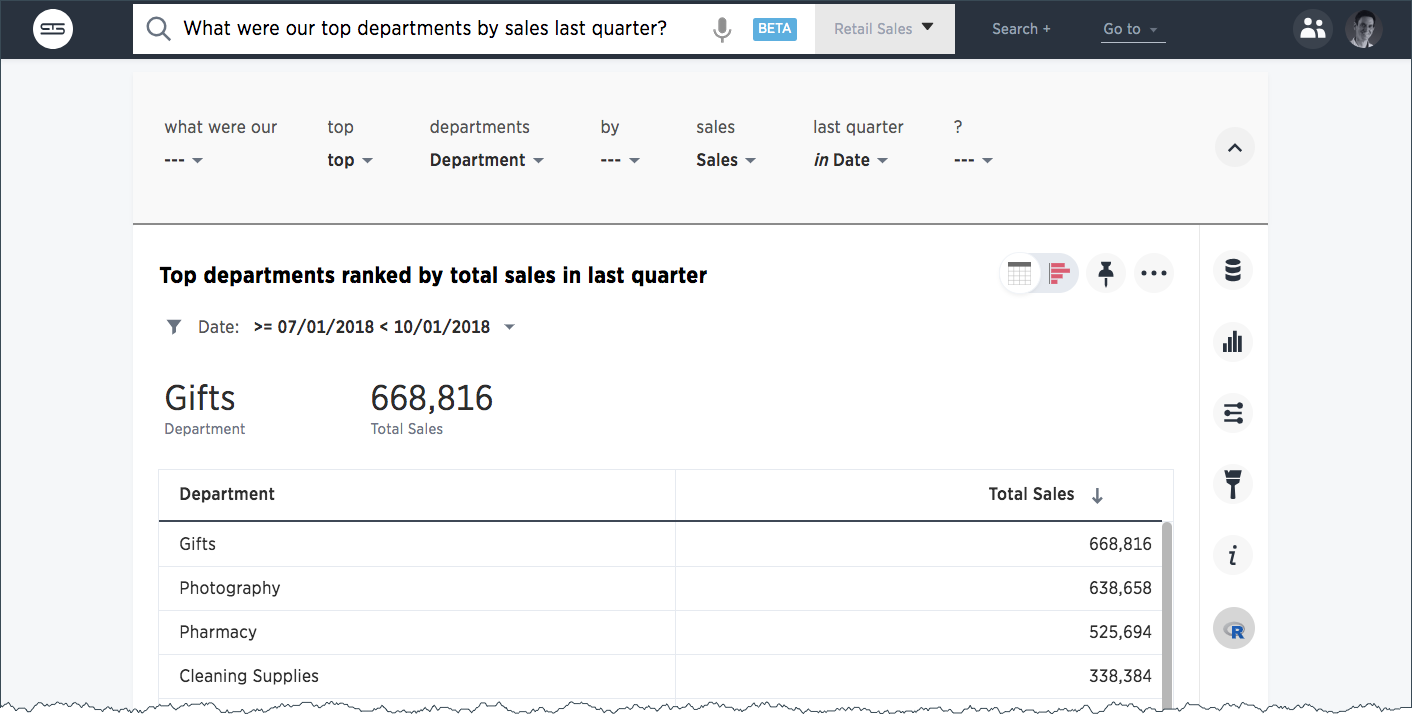 What were our top departments by sales last quarter? BETA Retail Sales Search + Go to
what were our top departments by sales last quarter ?
--- top Department --- Sales in Date ---
Top departments ranked by total sales in last quarter
Date: >= 07/01/2018 < 10/01/2018
Gifts 668,816
Department Total Sales
Department Total Sales
Gifts 668,816
Photography 638,658
Pharmacy 525,694
Cleaning Supplies 338,384
i
R